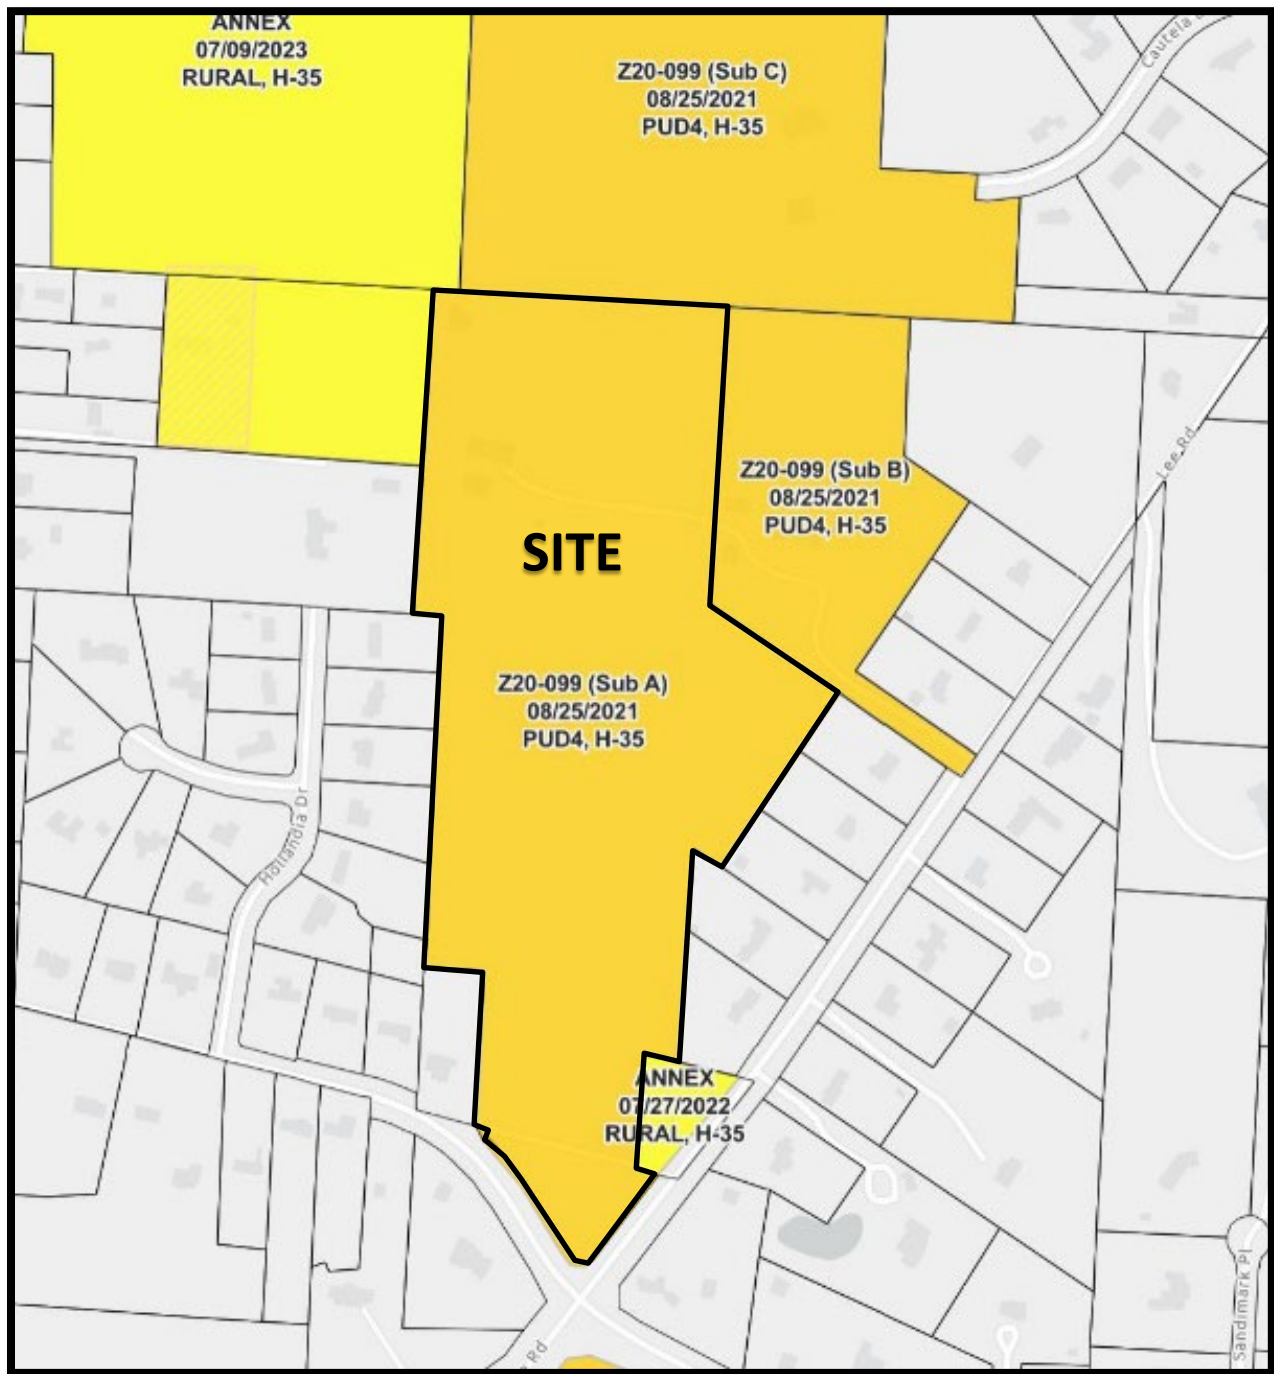 ANNEX
07/09/2023
RURAL, H-35
Z20-099 (Sub C)
08/25/2021
PUD4, H-35
Cautela
Lee Rd
Z20-099 (Sub B)
08/25/2021
PUD4, H-35
SITE
Z20-099 (Sub A)
08/25/2021
PUD4, H-35
Hollandia Dr
ANNEX
07/27/2022
RURAL, H-35
Sandimark Pl
Rd